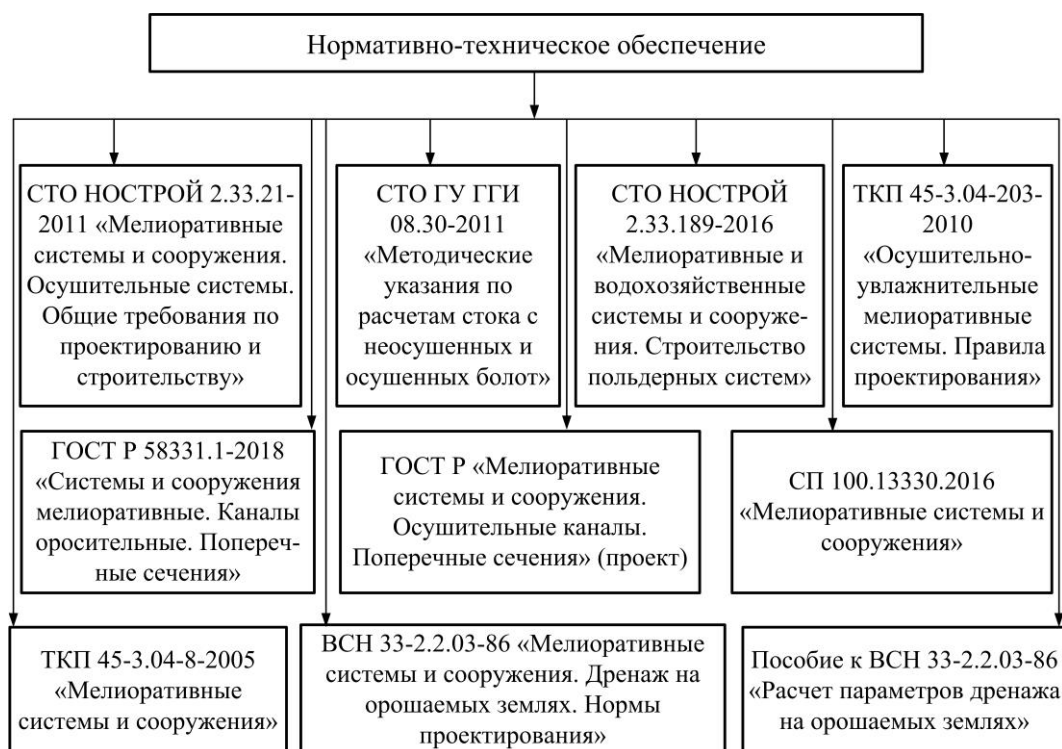 Нормативно-техническое обеспечение
СТО НОСТРОЙ 2.33.21-
2011 «Мелиоративные
системы и сооружения.
Осушительные системы.
Общие требования по
проектированию и
строительству»
СТО ГУ ГГИ
08.30-2011
«Методические
указания по
расчетам стока с
неосушенных и
осушенных болот»
СТО НОСТРОЙ
2.33.189-2016
«Мелиоративные и
водохозяйственные
системы и сооруже-
ния. Строительство
польдерных систем»
ТКП 45-3.04-203-
2010
«Осушительно-
увлажнительные
мелиоративные
системы. Правила
проектирования»
ГОСТ Р 58331.1-2018
«Системы и сооружения
мелиоративные. Каналы
оросительные. Попереч-
ные сечения»
ГОСТ Р «Мелиоративные
системы и сооружения.
Осушительные каналы.
Поперечные сечения» (проект)
СП 100.13330.2016
«Мелиоративные системы и
сооружения»
ТКП 45-3.04-8-2005
«Мелиоративные
системы и сооружения»
ВСН 33-2.2.03-86 «Мелиоративные
системы и сооружения. Дренаж на
орошаемых землях. Нормы
проектирования»
Пособие к ВСН 33-2.2.03-86
«Расчет параметров дренажа
на орошаемых землях»